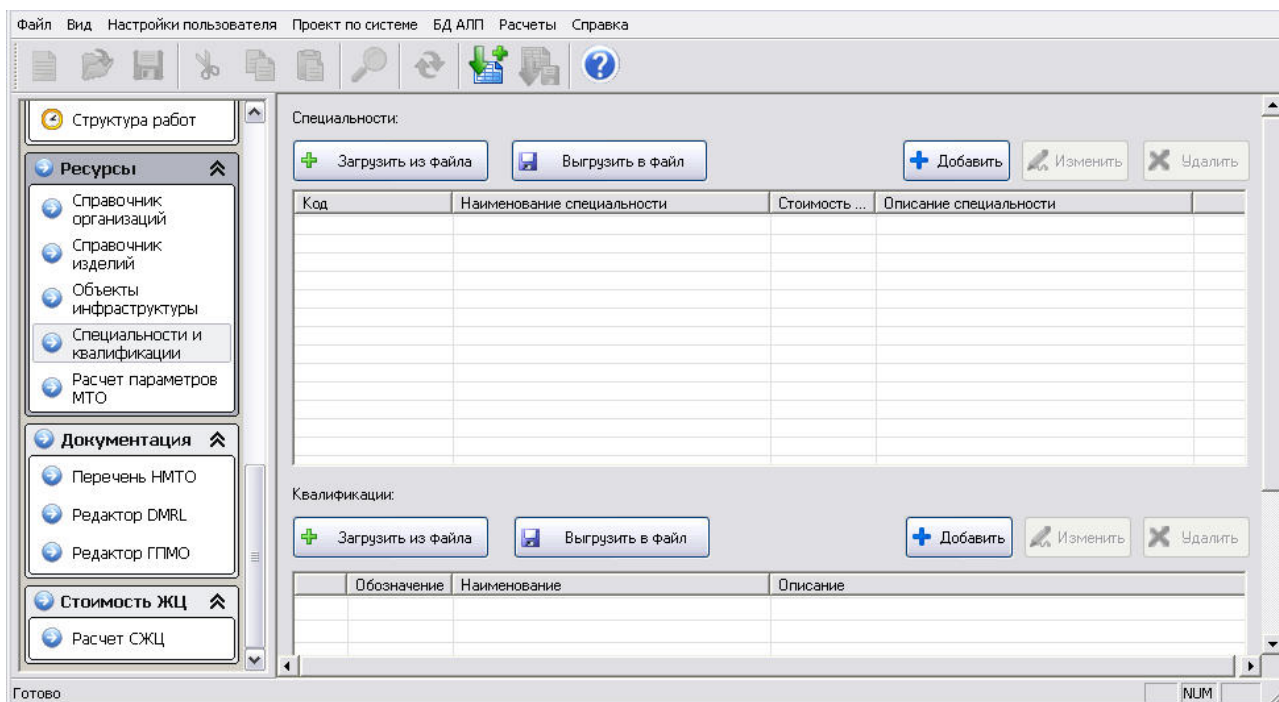 Файл Вид Настройки пользователя Проект по системе БД АЛП Расчеты Справка
Структура работ
Ресурсы
Справочник
организаций
Справочник
изделий
Объекты
инфраструктуры
Специальности и
квалификации
Расчет параметров
МТО
Документация
Перечень НМТО
Редактор DMRL
Редактор ГПМО
Стоимость ЖЦ
Расчет СЖЦ
Специальности:
Загрузить из файла Выгрузить в файл Добавить Изменить Удалить
Код Наименование специальности Стоимость ... Описание специальности
Квалификации:
Загрузить из файла Выгрузить в файл Добавить Изменить Удалить
Обозначение Наименование Описание
Готово NUM